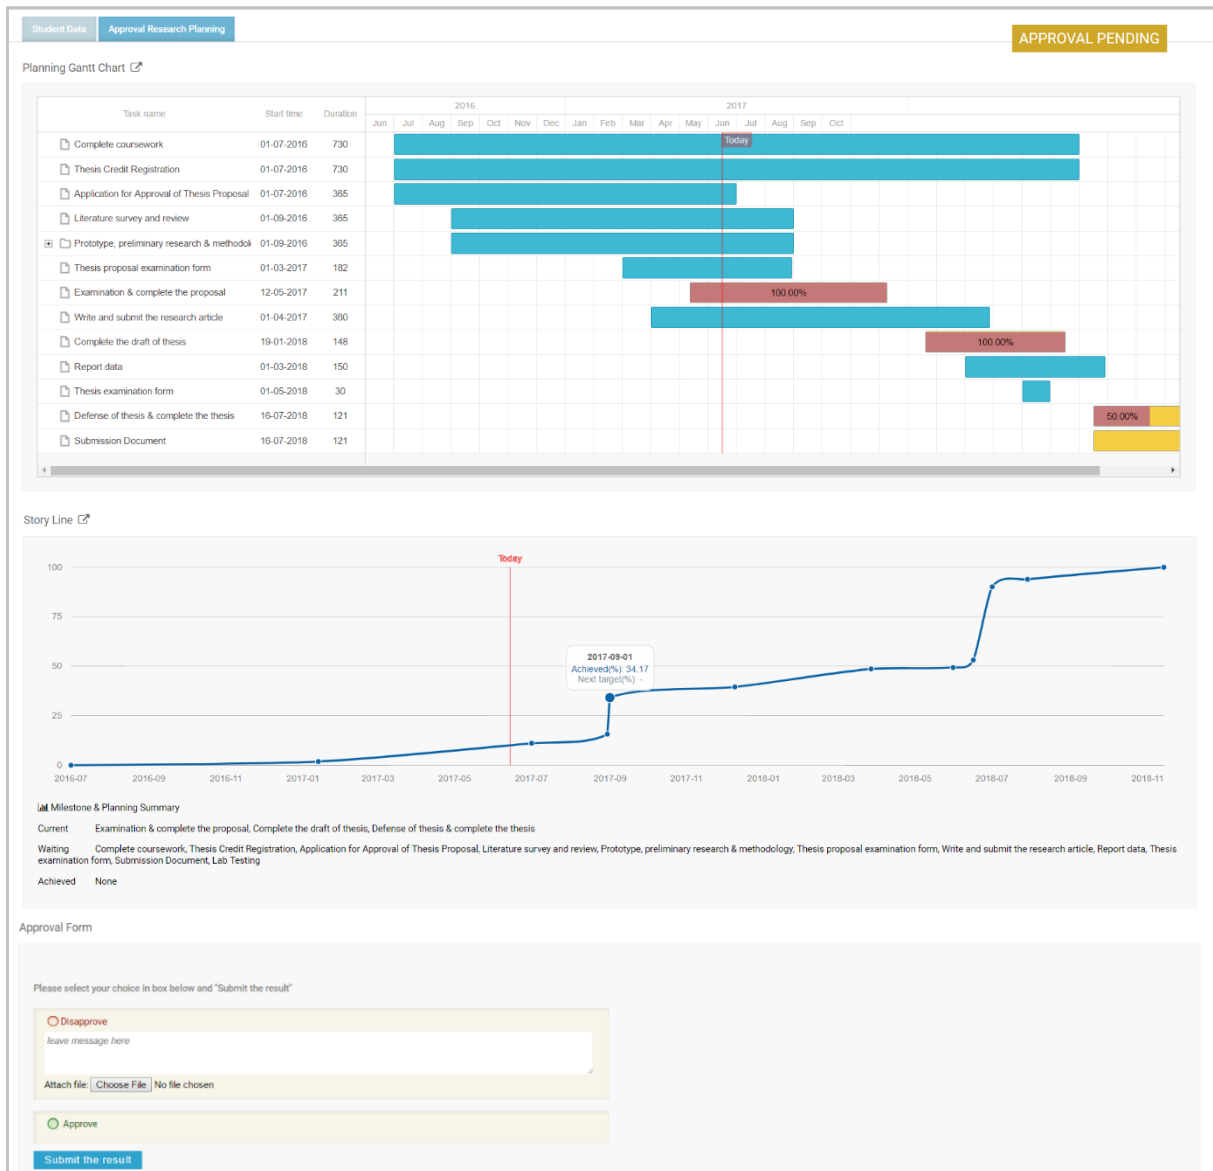 Student Data Approval Research Planning
APPROVAL PENDING
Planning Gantt Chart
Task name Start time Duration 2016 2017
Jun Jul Aug Sep Oct Nov Dec Jan Feb Mar Apr May Jun Jul Aug Sep Oct
Today
Complete coursework 01-07-2016 730
Thesis Credit Registration 01-07-2016 730
Application for Approval of Thesis Proposal 01-07-2016 365
Literature survey and review 01-09-2016 365
Prototype, preliminary research & methodol 01-09-2016 365
Thesis proposal examination form 01-03-2017 182
Examination & complete the proposal 12-05-2017 211 100.00%
Write and submit the research article 01-04-2017 360
Complete the draft of thesis 19-01-2018 148 100.00%
Report data 01-03-2018 150
Thesis examination form 01-05-2018 30
Defense of thesis & complete the thesis 16-07-2018 121 50.00%
Submission Document 16-07-2018 121
Story Line
Today
100
75
50
25
0
2017-09-01
Achieved(%): 34.17
Next target(%): -
2016-07 2016-09 2016-11 2017-01 2017-03 2017-05 2017-07 2017-09 2017-11 2018-01 2018-03 2018-05 2018-07 2018-09 2018-11
Milestone & Planning Summary
Current Examination & complete the proposal, Complete the draft of thesis, Defense of thesis & complete the thesis
Waiting Complete coursework, Thesis Credit Registration, Application for Approval of Thesis Proposal, Literature survey and review, Prototype, preliminary research & methodology, Thesis proposal examination form, Write and submit the research article, Report data, Thesis
examination form, Submission Document, Lab Testing
Achieved None
Approval Form
Please select your choice in box below and "Submit the result"
Disapprove
leave message here
Attach file: Choose File No file chosen
Approve
Submit the result